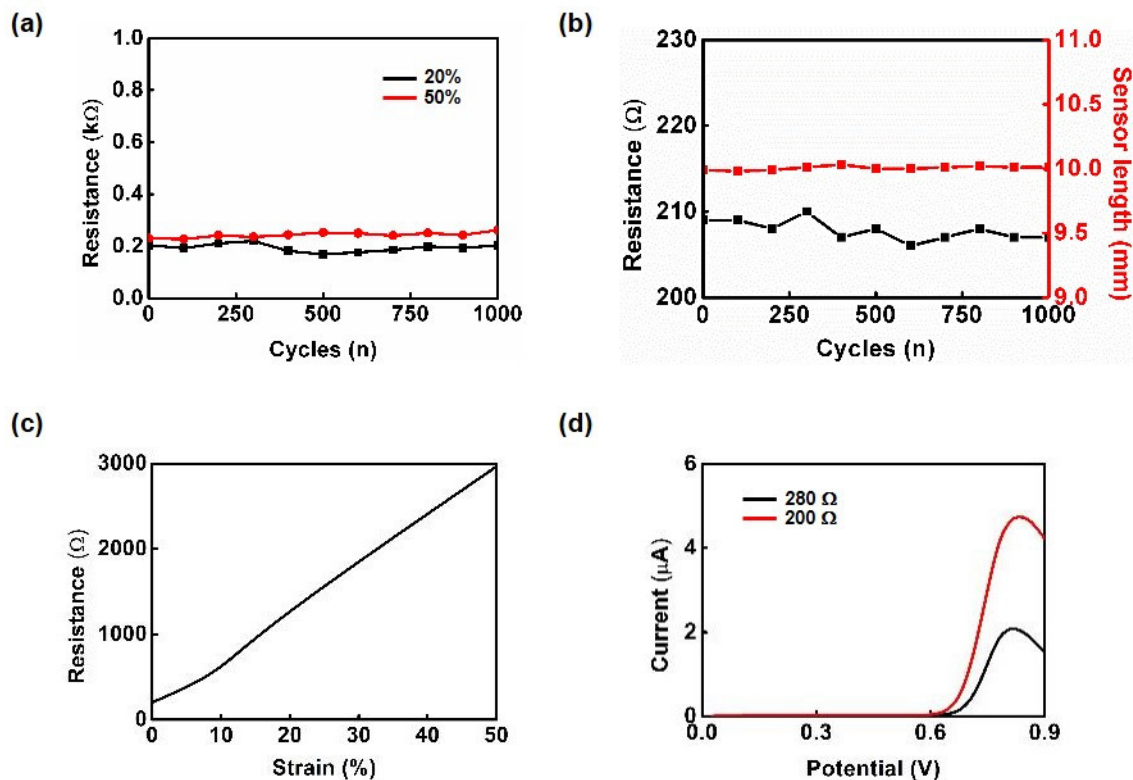 (a)
1.0
0.8
0.6
0.4
0.2
0.0
Resistance (kΩ)
20%
50%
0 250 500 750 1000
Cycles (n)
(b)
230
220
210
200
Resistance (Ω)
11.0
10.5
10.0
9.5
9.0
Sensor length (mm)
0 250 500 750 1000
Cycles (n)
(c)
3000
2000
1000
0
Resistance (Ω)
0 10 20 30 40 50
Strain (%)
(d)
6
4
2
0
Current (μA)
280 Ω
200 Ω
0.0 0.3 0.6 0.9
Potential (V)